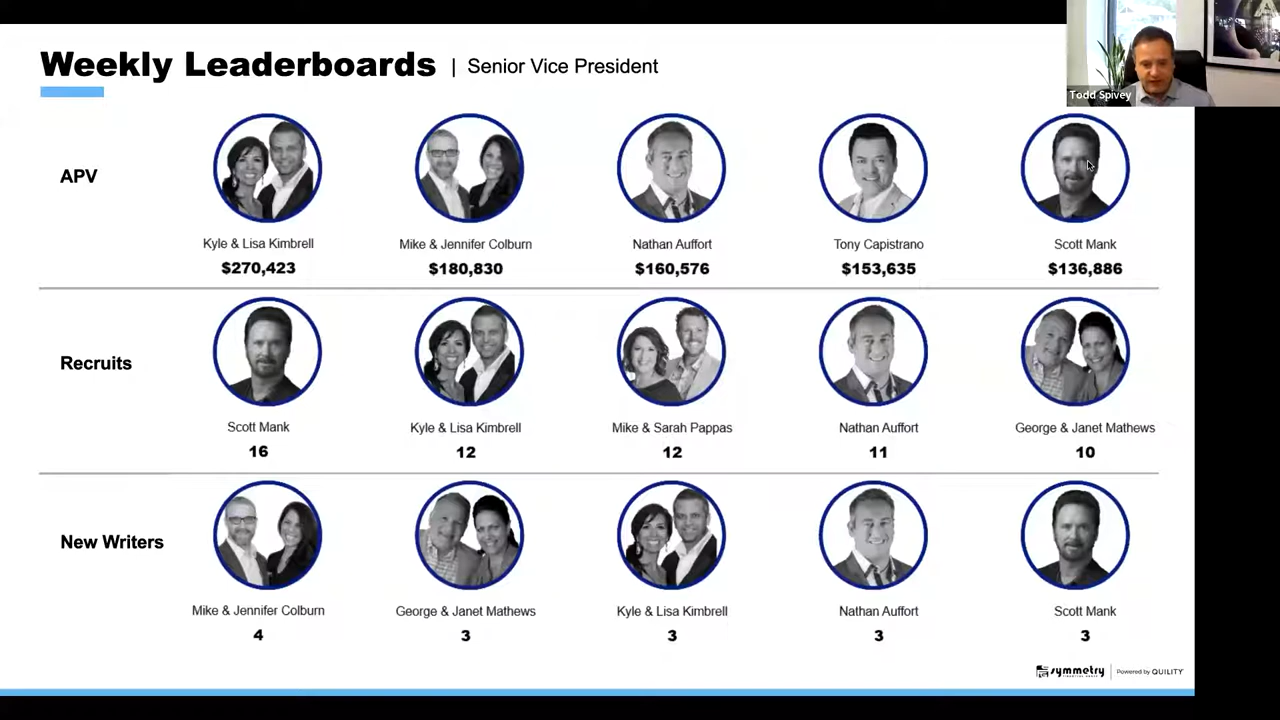 Weekly Leaderboards | Senior Vice President
Todd Spivey
APV
Kyle & Lisa Kimbrell
$270,423
Mike & Jennifer Colburn
$180,830
Nathan Auffort
$160,576
Tony Capistrano
$153,635
Scott Mank
$136,886
Recruits
Scott Mank
16
Kyle & Lisa Kimbrell
12
Mike & Sarah Pappas
12
Nathan Auffort
11
George & Janet Mathews
10
New Writers
Mike & Jennifer Colburn
4
George & Janet Mathews
3
Kyle & Lisa Kimbrell
3
Nathan Auffort
3
Scott Mank
3
symmetry
Powered by QUILITY